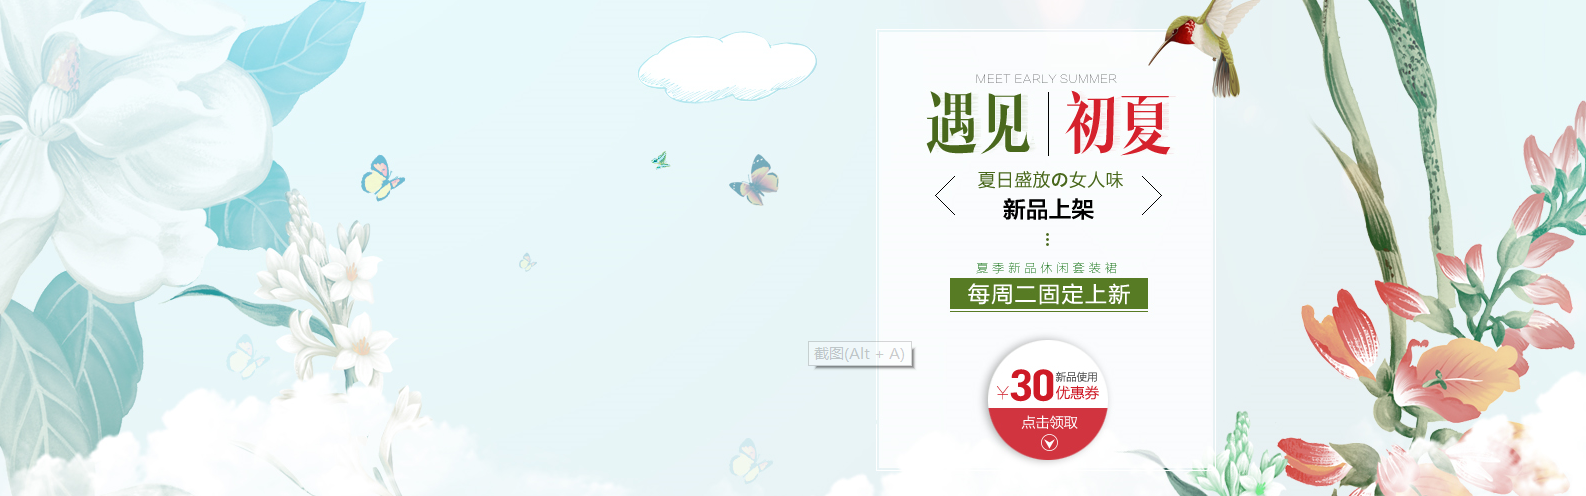 MEET EARLY SUMMER
遇见 初夏
夏日盛放の女人味
新品上架
夏季新品休闲套装裙
每周二固定上新
截图(Alt + A)
¥30 新品使用
优惠券
点击领取